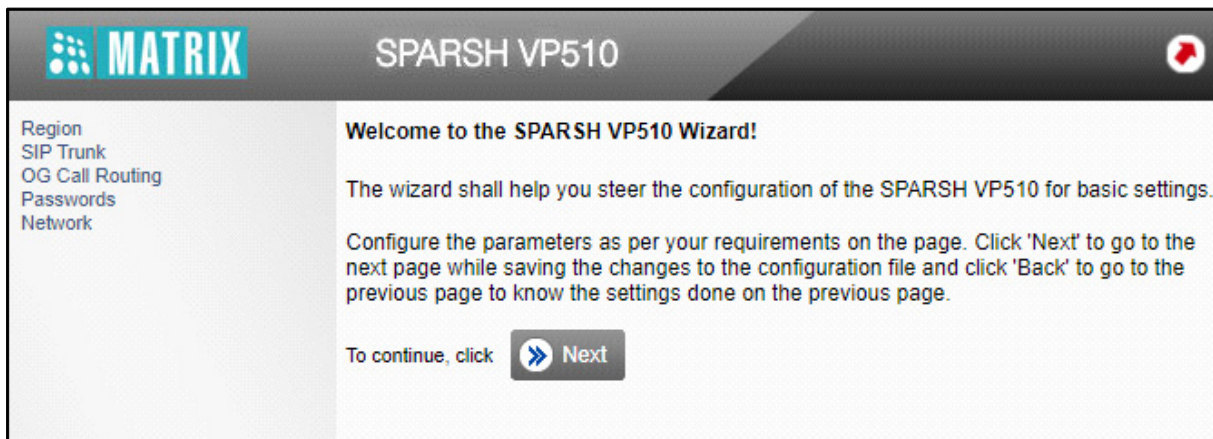 MATRIX
SPARSH VP510
Region
SIP Trunk
OG Call Routing
Passwords
Network
Welcome to the SPARSH VP510 Wizard!
The wizard shall help you steer the configuration of the SPARSH VP510 for basic settings.
Configure the parameters as per your requirements on the page. Click 'Next' to go to the
next page while saving the changes to the configuration file and click 'Back' to go to the
previous page to know the settings done on the previous page.
To continue, click
Next